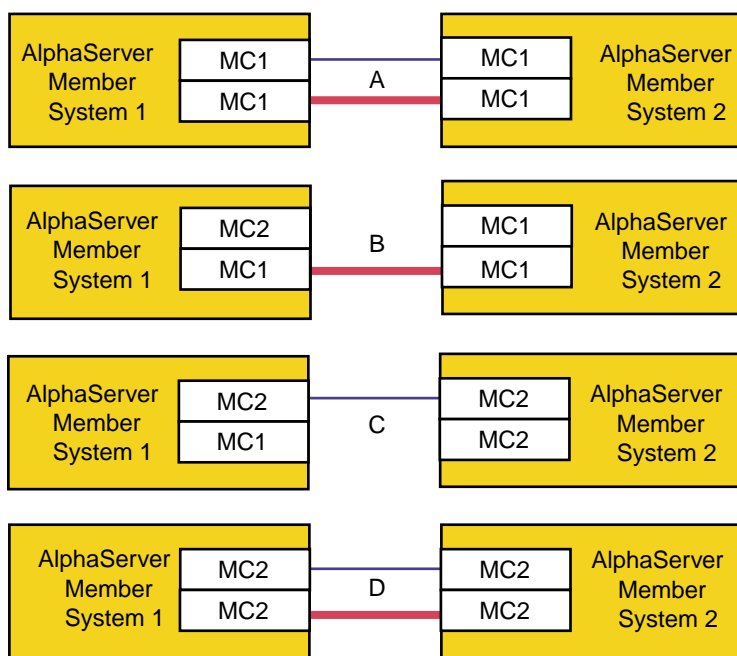 AlphaServer
Member
System 1
MC1
MC1
A
MC1
MC1
AlphaServer
Member
System 2
AlphaServer
Member
System 1
MC2
MC1
B
MC1
MC1
AlphaServer
Member
System 2
AlphaServer
Member
System 1
MC2
MC1
C
MC2
MC2
AlphaServer
Member
System 2
AlphaServer
Member
System 1
MC2
MC2
D
MC2
MC2
AlphaServer
Member
System 2